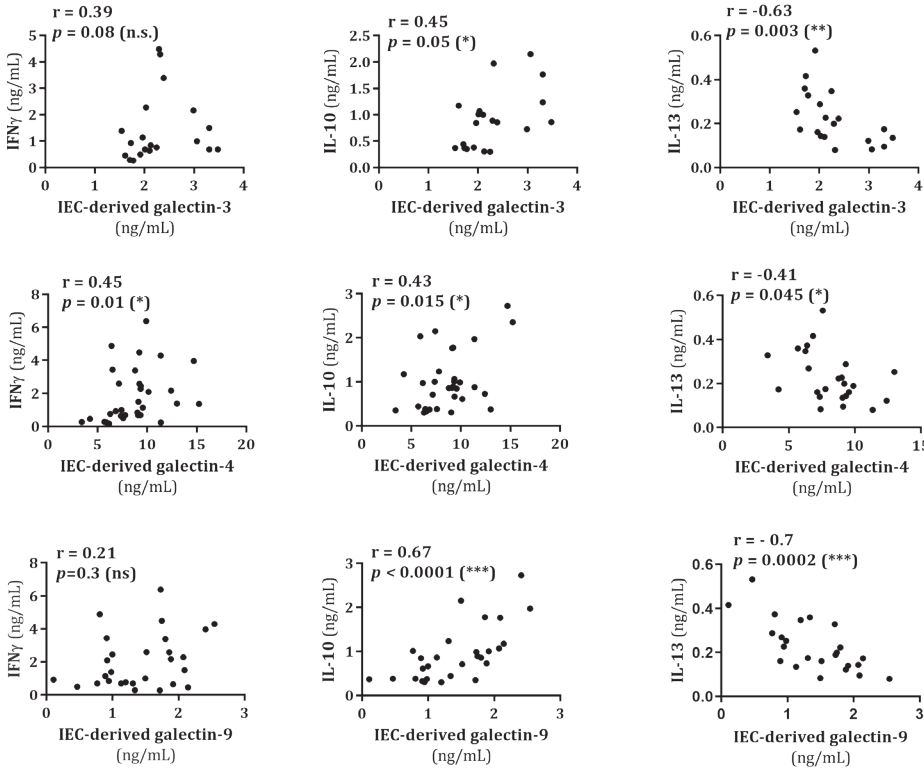 r = 0.39
p = 0.08 (n.s.)
5
4
3
2
1
0
IFNγ (ng/mL)
0 1 2 3 4
IEC-derived galectin-3
(ng/mL)
r = 0.45
p = 0.05 (*)
2.5
2.0
1.5
1.0
0.5
0.0
IL-10 (ng/mL)
0 1 2 3 4
IEC-derived galectin-3
(ng/mL)
r = -0.63
p = 0.003 (**)
0.6
0.4
0.2
0.0
IL-13 (ng/mL)
0 1 2 3 4
IEC-derived galectin-3
(ng/mL)
r = 0.45
p = 0.01 (*)
8
6
4
2
0
IFNγ (ng/mL)
0 5 10 15 20
IEC-derived galectin-4
(ng/mL)
r = 0.43
p = 0.015 (*)
3
2
1
0
IL-10 (ng/mL)
0 5 10 15 20
IEC-derived galectin-4
(ng/mL)
r = -0.41
p = 0.045 (*)
0.6
0.4
0.2
0.0
IL-13 (ng/mL)
0 5 10 15
IEC-derived galectin-4
(ng/mL)
r = 0.21
p=0.3 (ns)
8
6
4
2
0
IFNγ (ng/mL)
0 1 2 3
IEC-derived galectin-9
(ng/mL)
r = 0.67
p < 0.0001 (***)
3
2
1
0
IL-10 (ng/mL)
0 1 2 3
IEC-derived galectin-9
(ng/mL)
r = - 0.7
p = 0.0002 (***)
0.6
0.4
0.2
0.0
IL-13 (ng/mL)
0 1 2 3
IEC-derived galectin-9
(ng/mL)